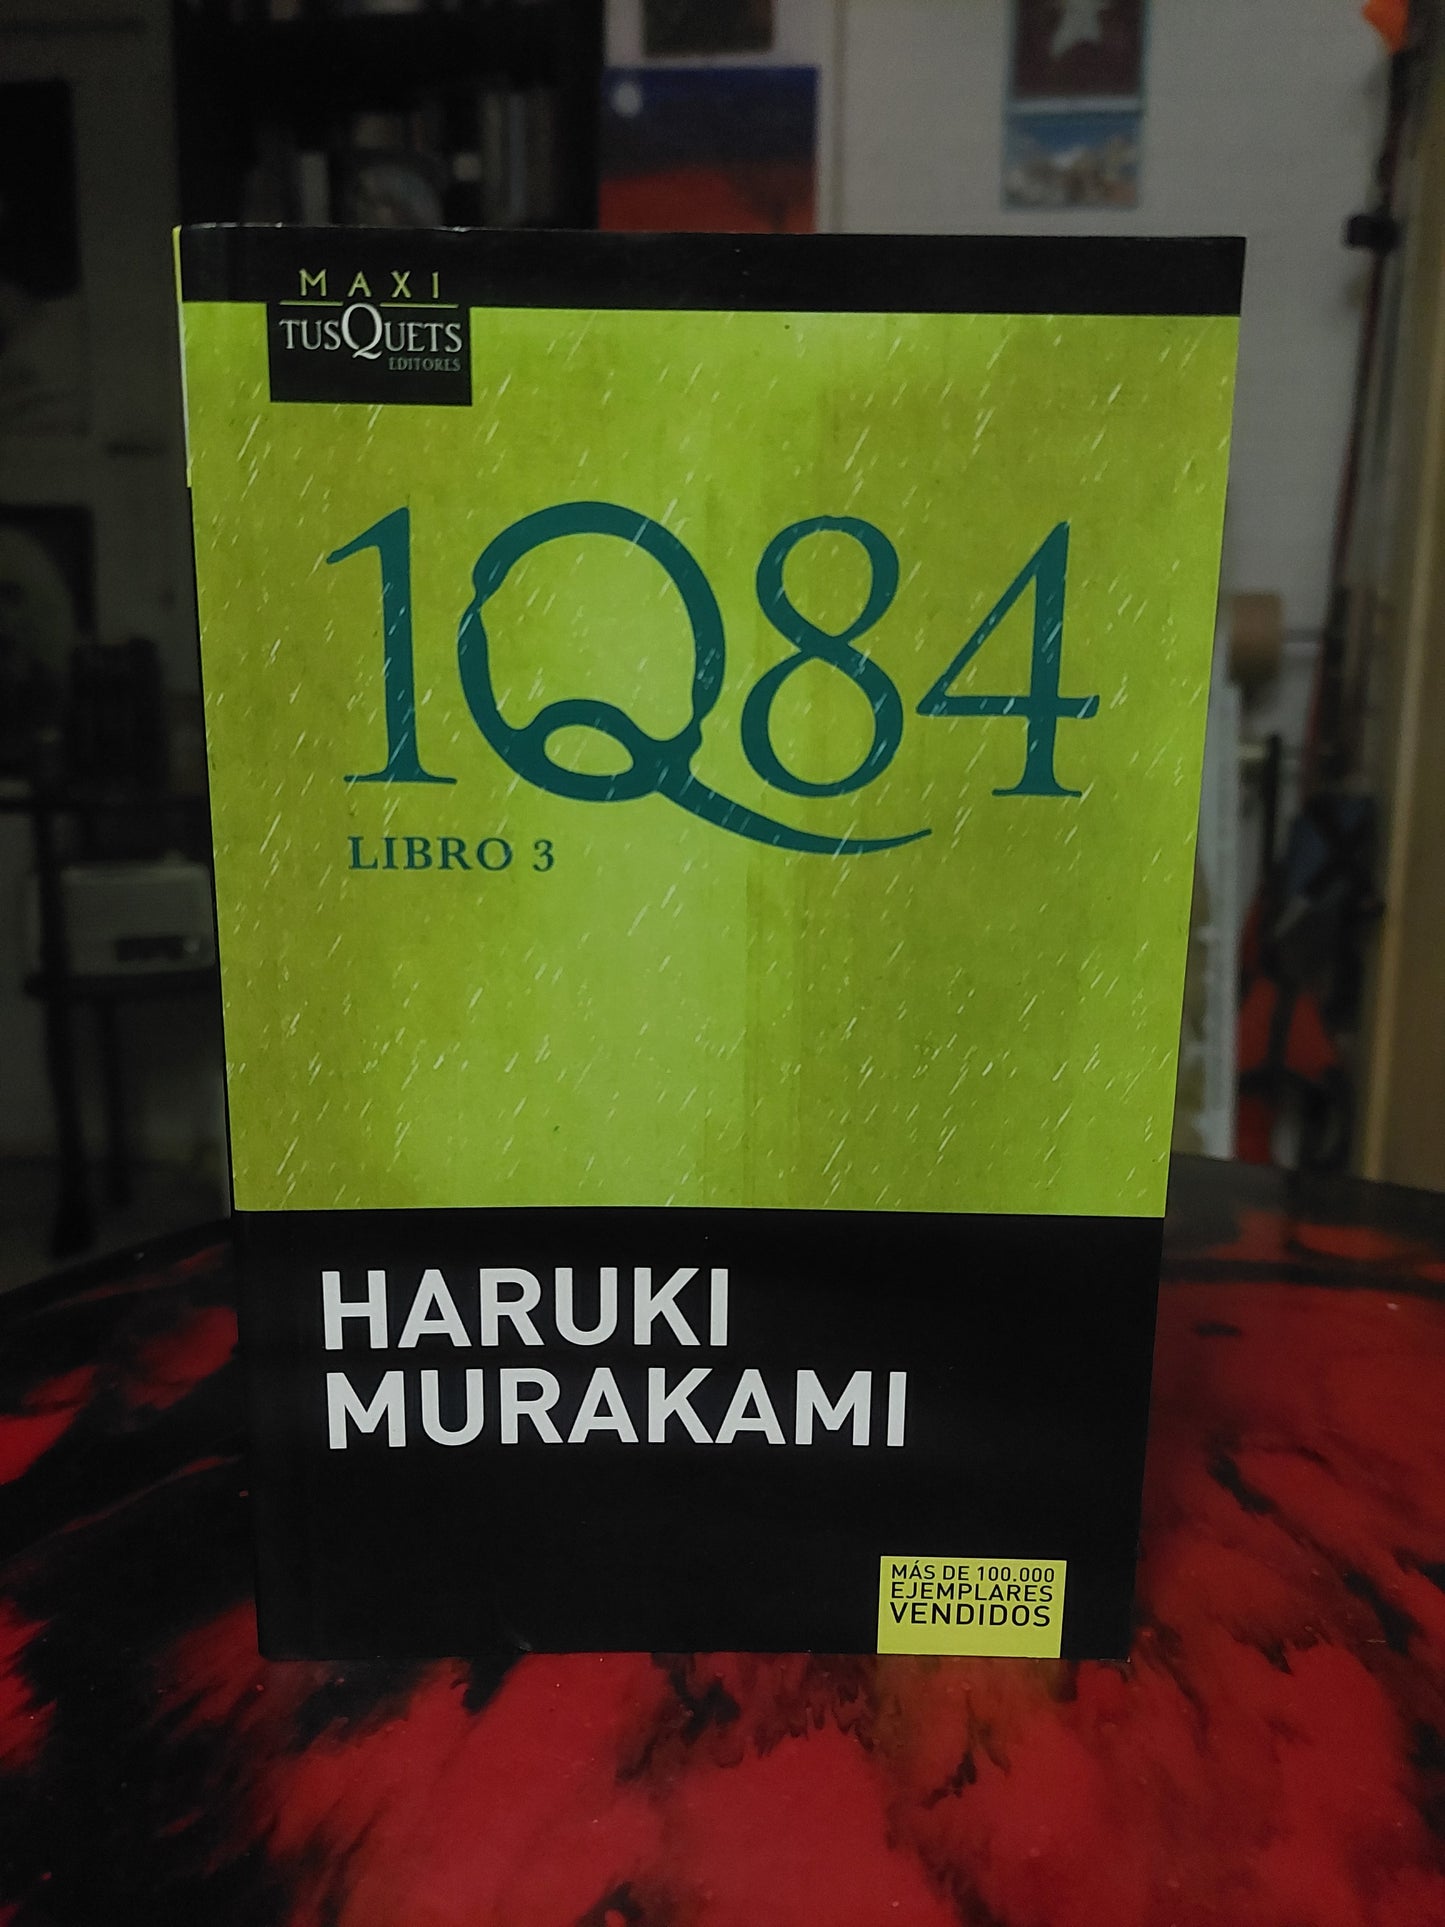 MAXI
TUSQUETS
EDITORES
1Q84
LIBRO 3
HARUKI
MURAKAMI
MÁS DE 100.000
EJEMPLARES
VENDIDOS